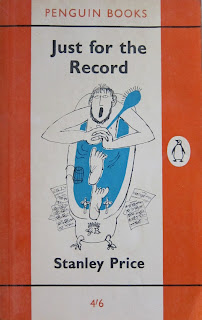 PENGUIN BOOKS
Just for the
Record
Stanley Price
4/6